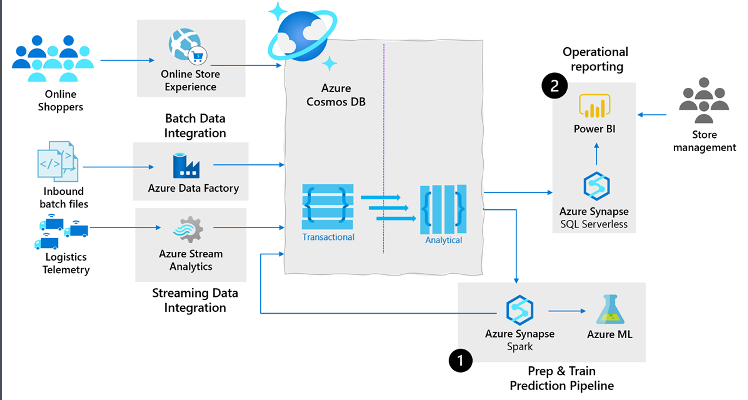 Online
Shoppers
Online Store
Experience
Azure
Cosmos DB
Operational
reporting
2
Power BI
Store
management
Batch Data
Integration
Inbound
batch files
Azure Data Factory
Azure Synapse
SQL Serverless
Transactional
Analytical
Logistics
Telemetry
Azure Stream
Analytics
Streaming Data
Integration
Azure Synapse
Spark
Azure ML
1
Prep & Train
Prediction Pipeline